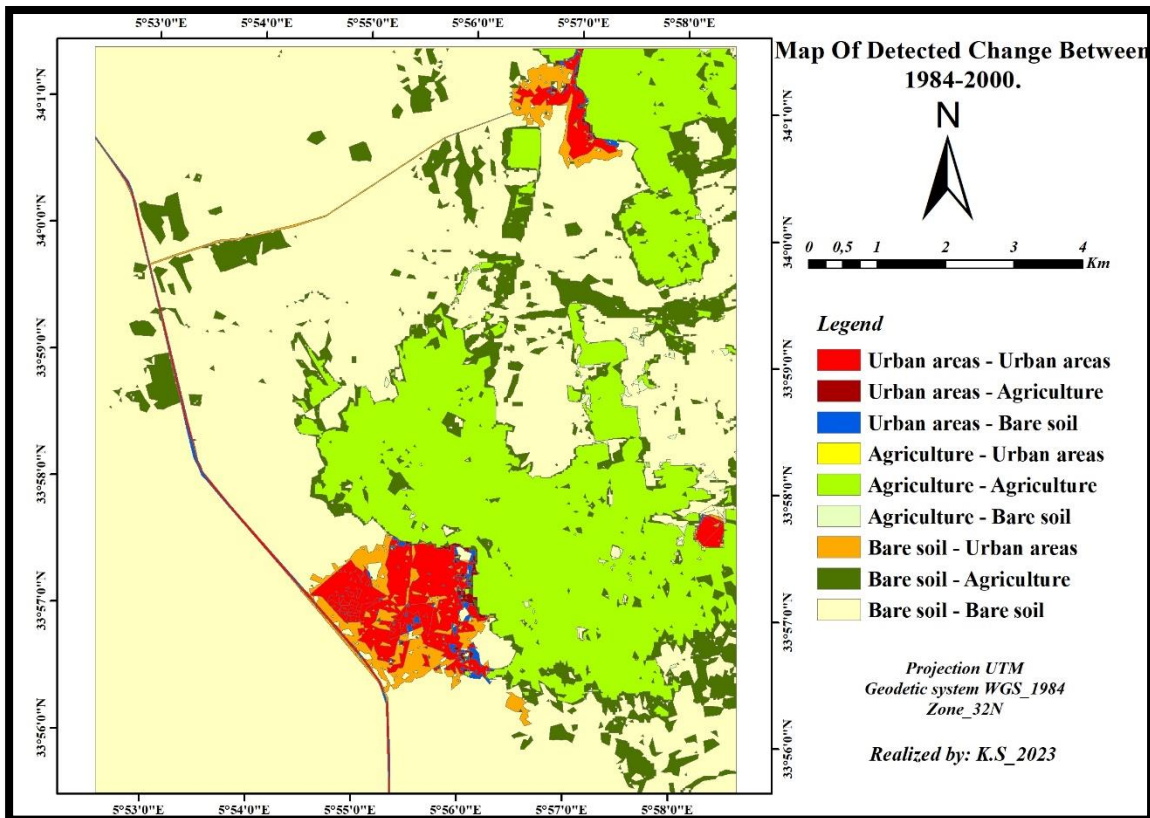 5°53'0"E 5°54'0"E 5°55'0"E 5°56'0"E 5°57'0"E 5°58'0"E
Map Of Detected Change Between
1984-2000.
N
0 0,5 1 2 3 4
Km
Legend
Urban areas - Urban areas
Urban areas - Agriculture
Urban areas - Bare soil
Agriculture - Urban areas
Agriculture - Agriculture
Agriculture - Bare soil
Bare soil - Urban areas
Bare soil - Agriculture
Bare soil - Bare soil
Projection UTM
Geodetic system WGS_1984
Zone_32N
Realized by: K.S_2023
34°1'0"N
34°0'0"N
33°59'0"N
33°58'0"N
33°57'0"N
33°56'0"N
34°1'0"N
34°0'0"N
33°59'0"N
33°58'0"N
33°57'0"N
33°56'0"N
5°53'0"E 5°54'0"E 5°55'0"E 5°56'0"E 5°57'0"E 5°58'0"E